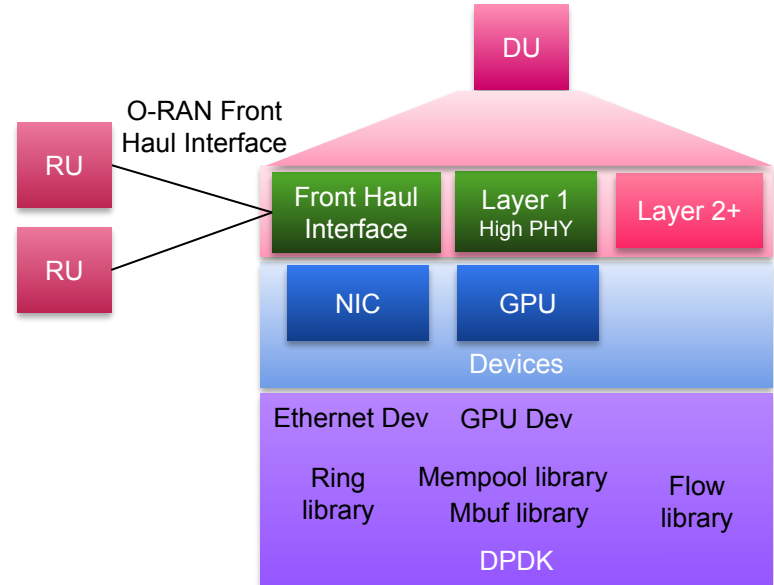 DU
O-RAN Front
Haul Interface
RU
RU
Front Haul
Interface
Layer 1
High PHY
Layer 2+
NIC
GPU
Devices
Ethernet Dev
GPU Dev
Ring
library
Mempool library
Mbuf library
Flow
library
DPDK